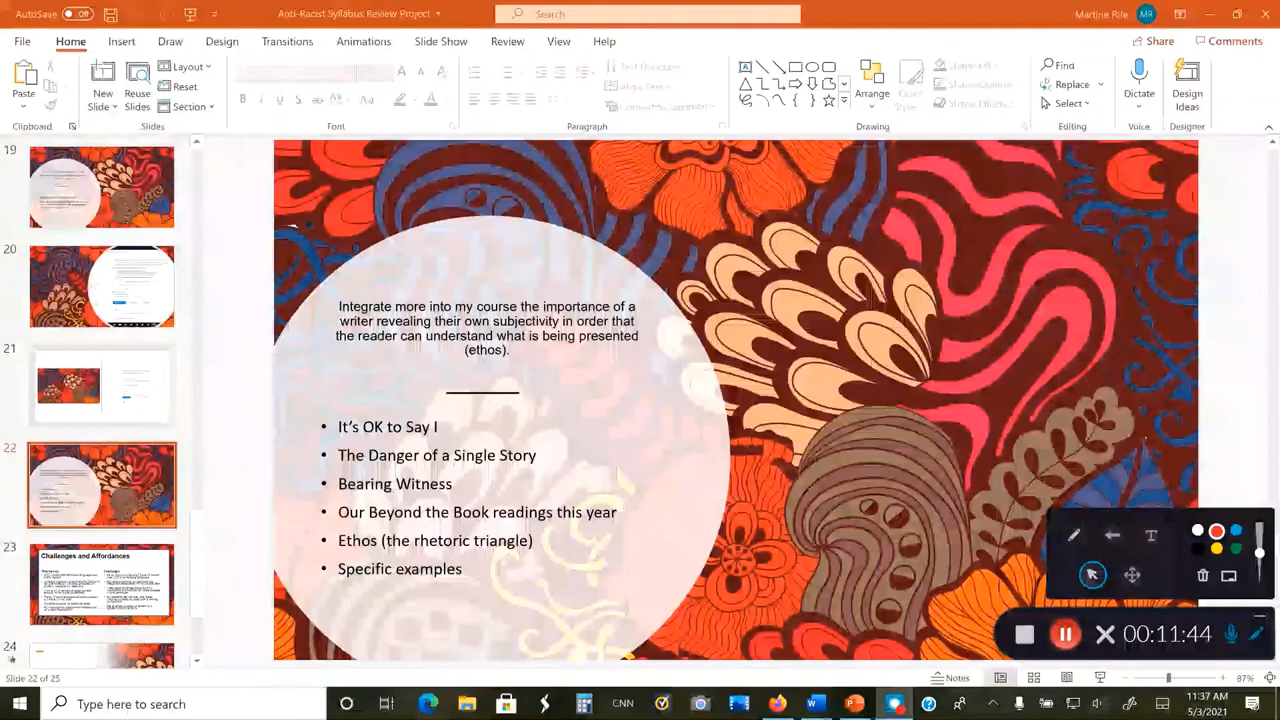 AutoSave Off
Anti-Racist Syllabus Review Project
Search
Martine Rife MR
File Home Insert Draw Design Transitions Animations Slide Show Review View Help
Share Comments
Paste
New Slide
Reuse Slides
Layout
Reset
Section
Arrange
Find
Replace
Select
Dictate
Design Ideas
Clipboard Slides Font Paragraph Drawing Editing Voice Designer
19
20
21
22
23
Challenges and Affordances
24
Integrate more into my course the importance of a
writer revealing their own subjectivity in order that
the reader can understand what is being presented
(ethos).
• It's OK to Say I
• The Danger of a Single Story
• Bearing Witness
• Our Beyond the Book readings this year
• Ethos (the rhetoric triangle)
• Specific examples
00:11:44
Slide 22 of 25
Notes
87%
Type here to search
CNN
11:37 AM
5/3/2021